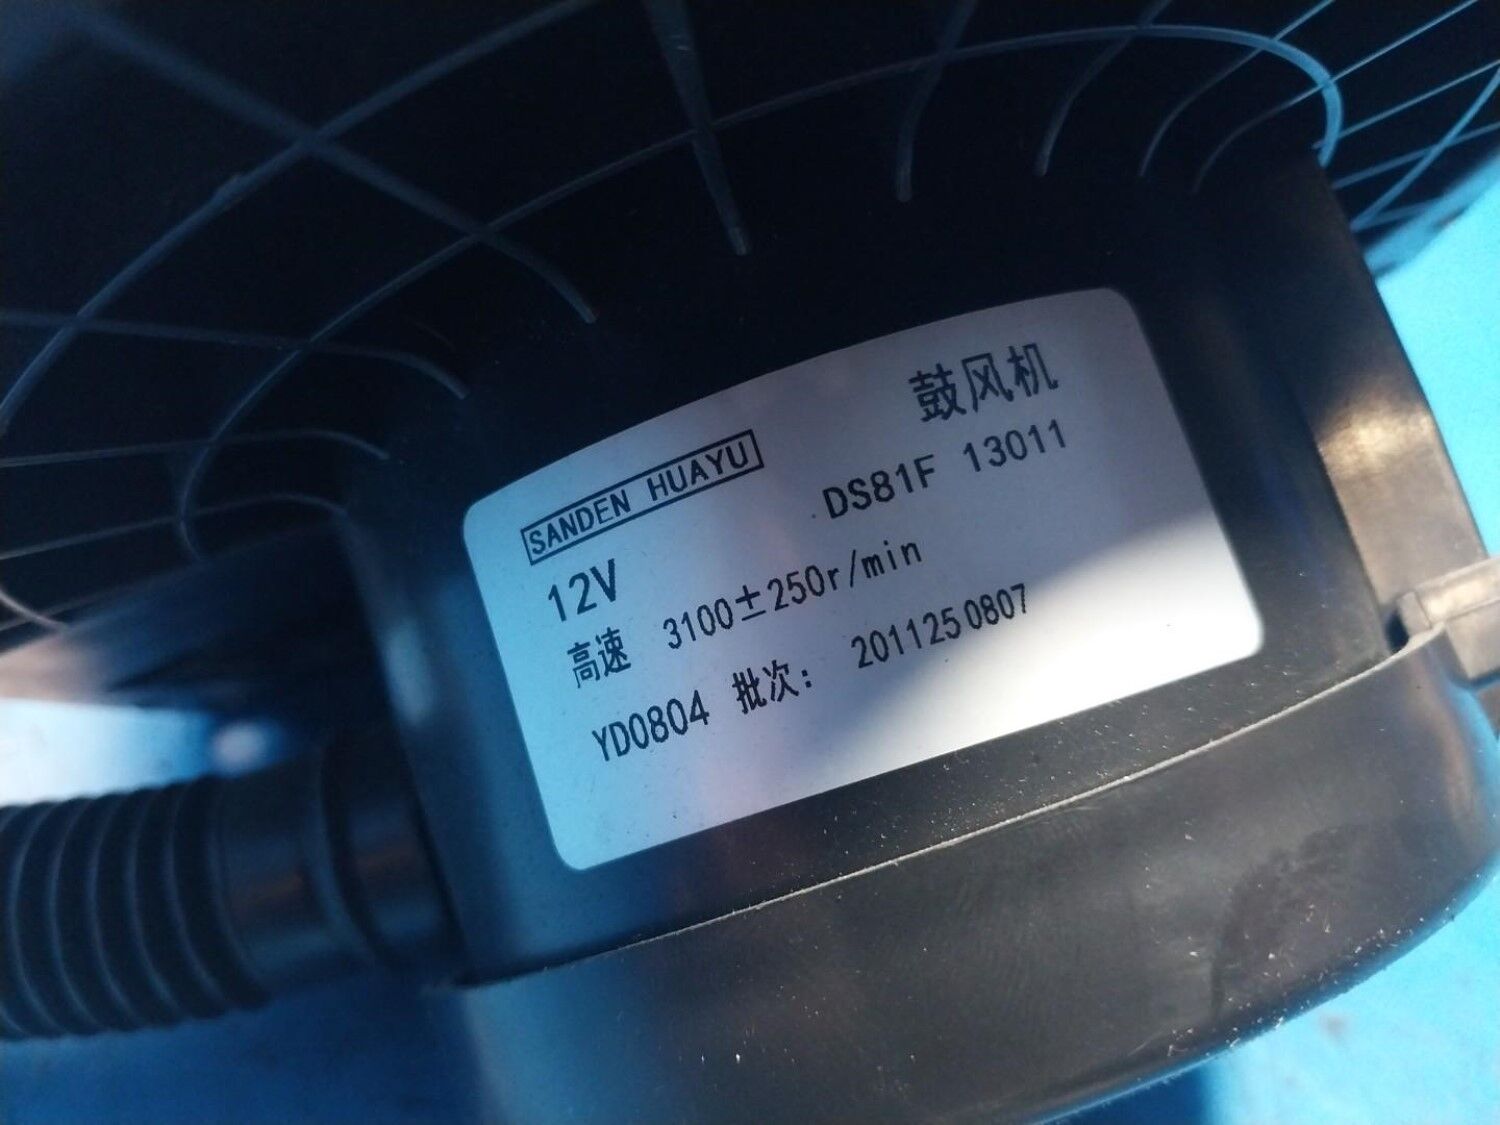 鼓风机
SANDEN HUAYU
DS81F 13011
12V
高速 3100±250r/min
YD0804 批次: 2011250807